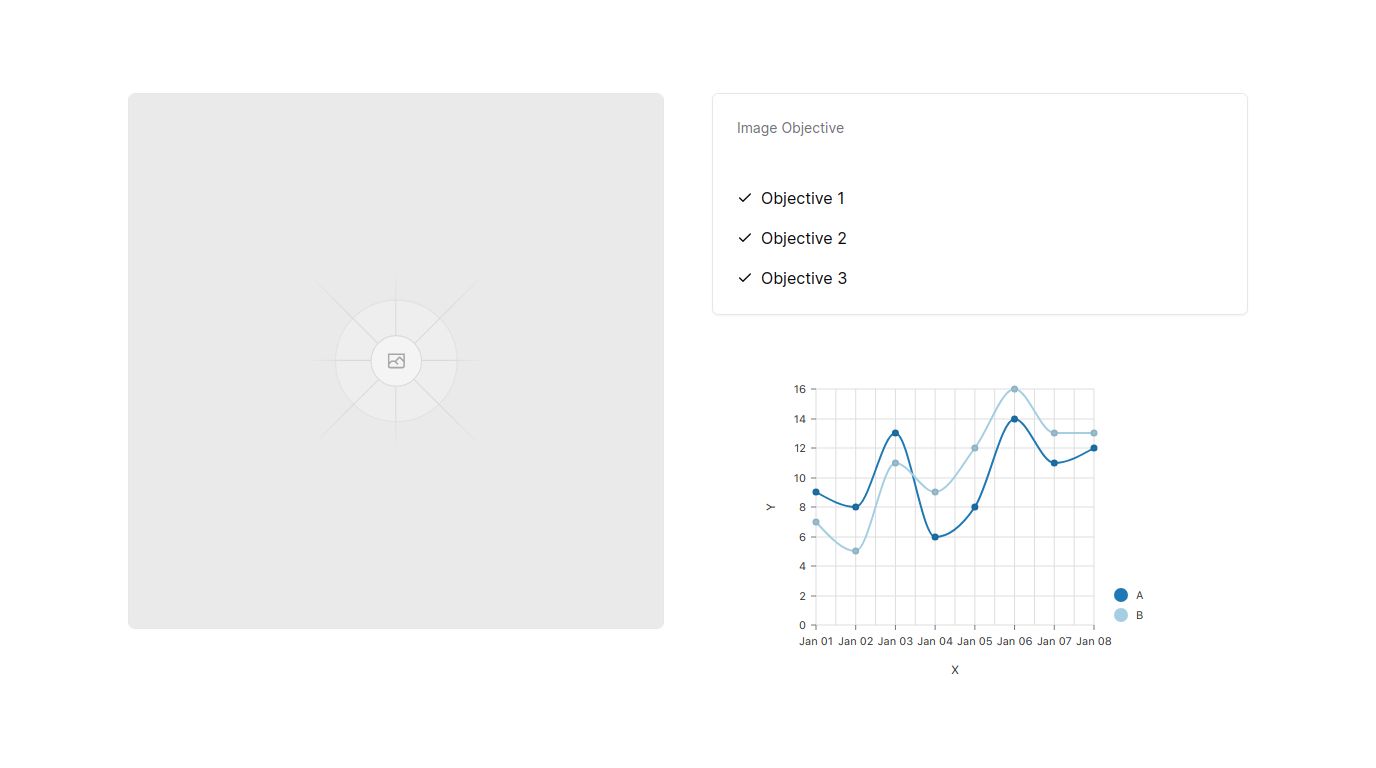 Image Objective
Objective 1
Objective 2
Objective 3
16
14
12
10
8
6
4
2
0
Y
Jan 01 Jan 02 Jan 03 Jan 04 Jan 05 Jan 06 Jan 07 Jan 08
X
A
B